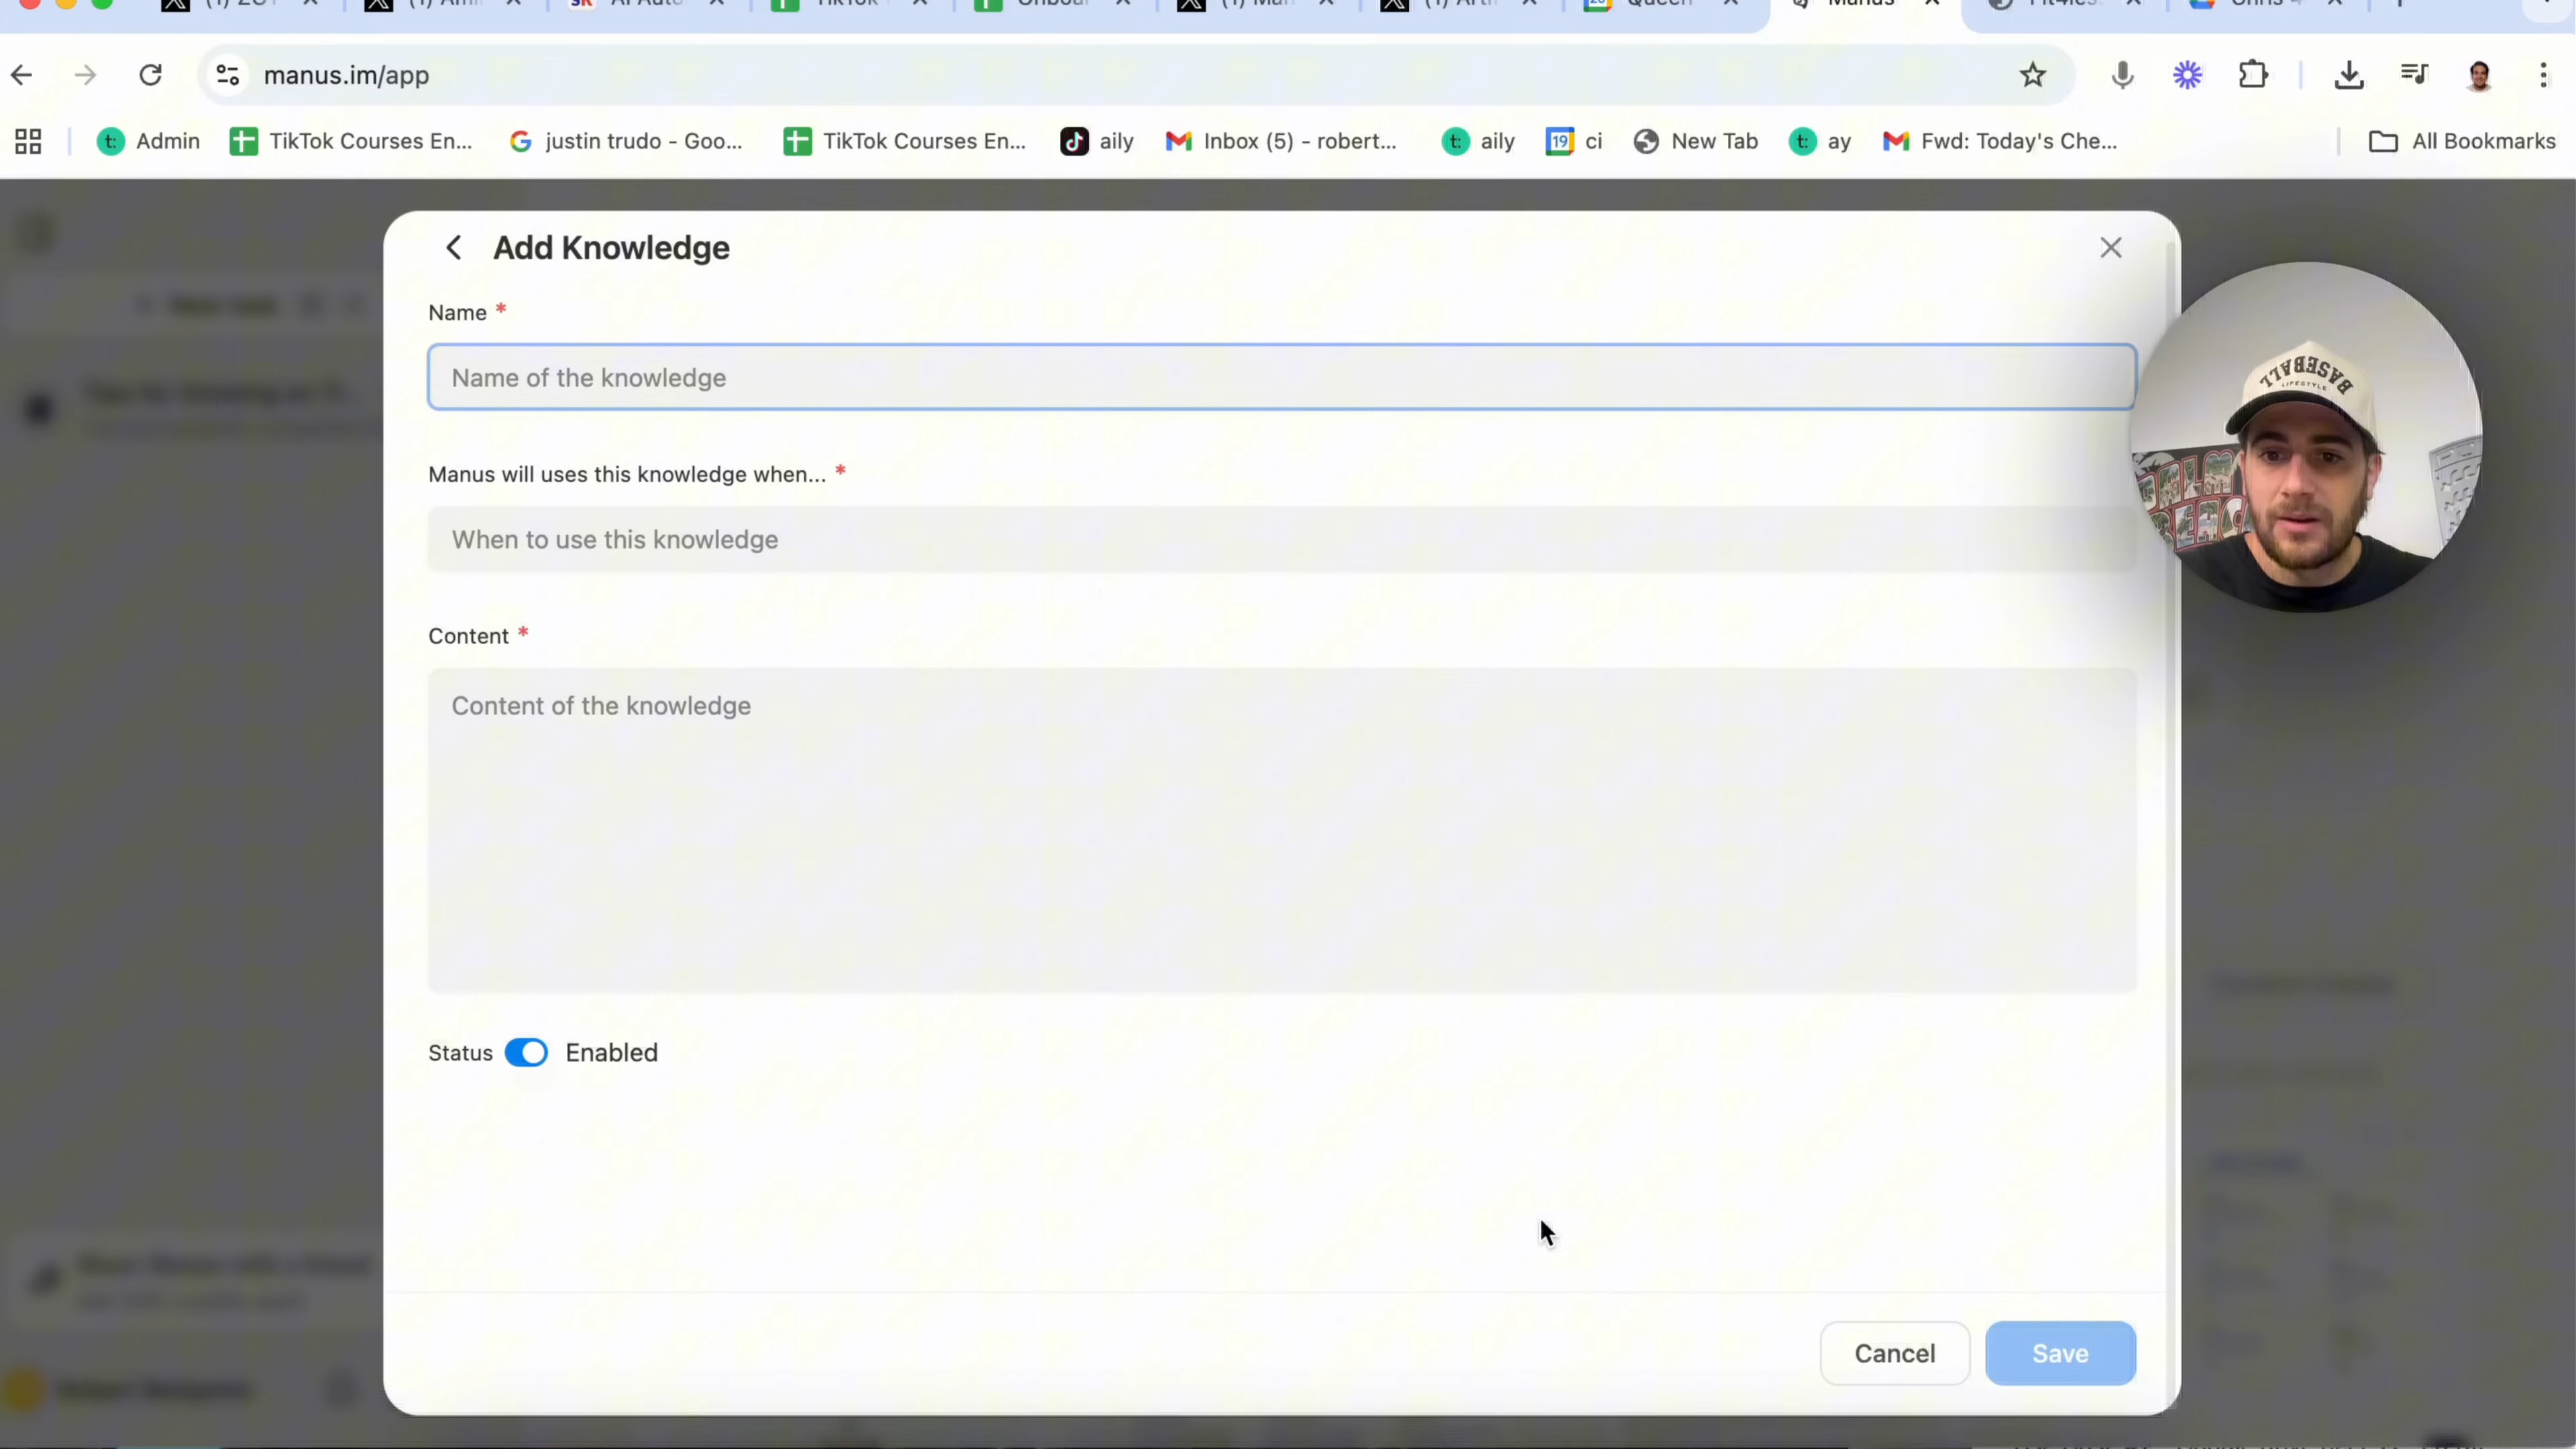 manus.im/app
Admin
TikTok Courses En...
justin trudo - Goo...
TikTok Courses En...
aily
Inbox (5) - robert...
aily
19 ci
New Tab
ay
Fwd: Today's Che...
All Bookmarks
Add Knowledge
Name *
Name of the knowledge
Manus will uses this knowledge when... *
When to use this knowledge
Content *
Content of the knowledge
Status Enabled
Cancel
Save
BASEBALL
LIFESTYLE